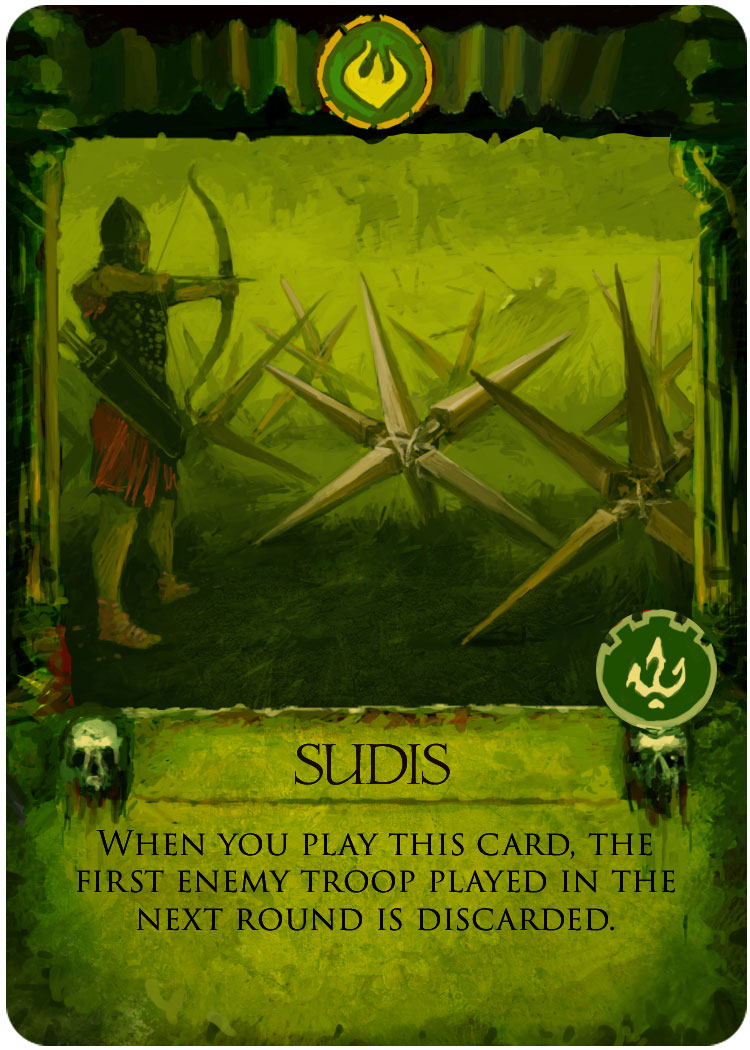 SUDIS
When you play this card, the
first enemy troop played in the
next round is discarded.